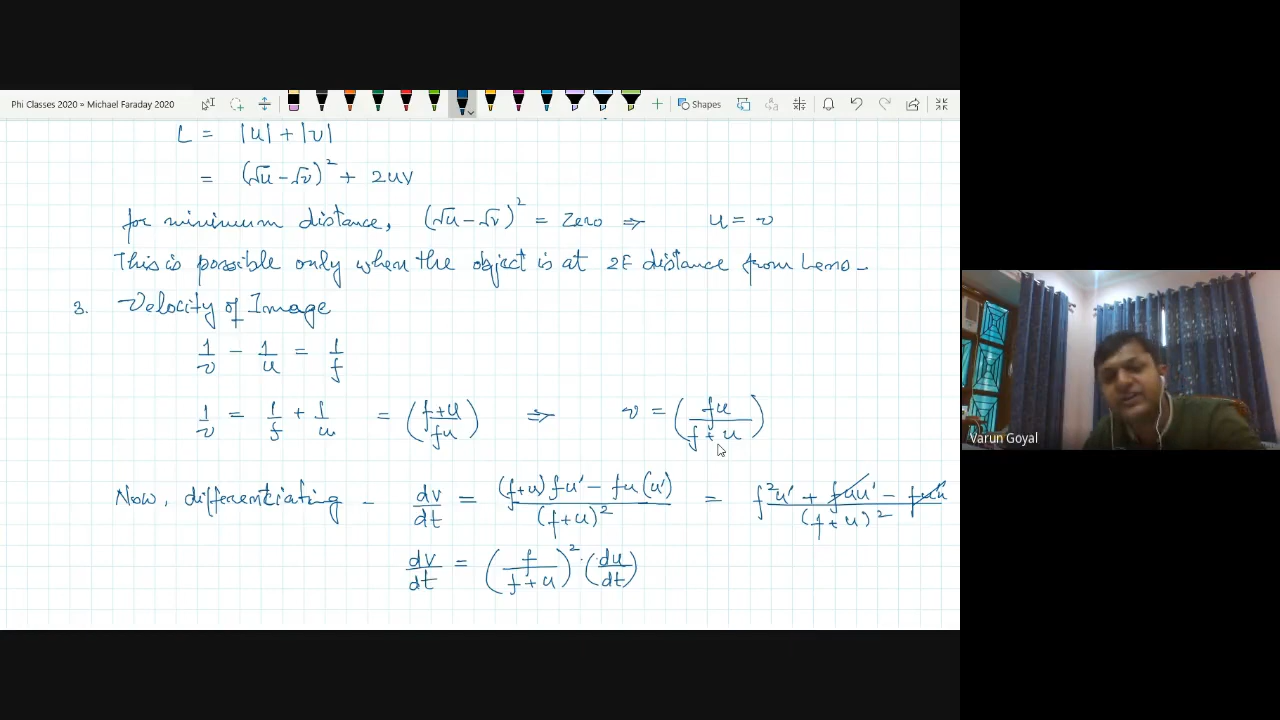 Phi Classes 2020 » Michael Faraday 2020
Shapes
L = |u| + |v|
= (√u - √v)² + 2uv
for minimum distance, (√u - √v)² = Zero ⇒ u = v
This is possible only when the object is at 2F distance from Lens -
3. Velocity of Image
1/v - 1/u = 1/f
1/v = 1/f + 1/u = (f+u/fu) ⇒ v = (fu/f+u)
Now, differentiating - dv/dt = (f+u)fu' - fu(u')/(f+u)² = f²u' + fuu' - fuu'/(f+u)²
dv/dt = (f/f+u)² · (du/dt)
Varun Goyal